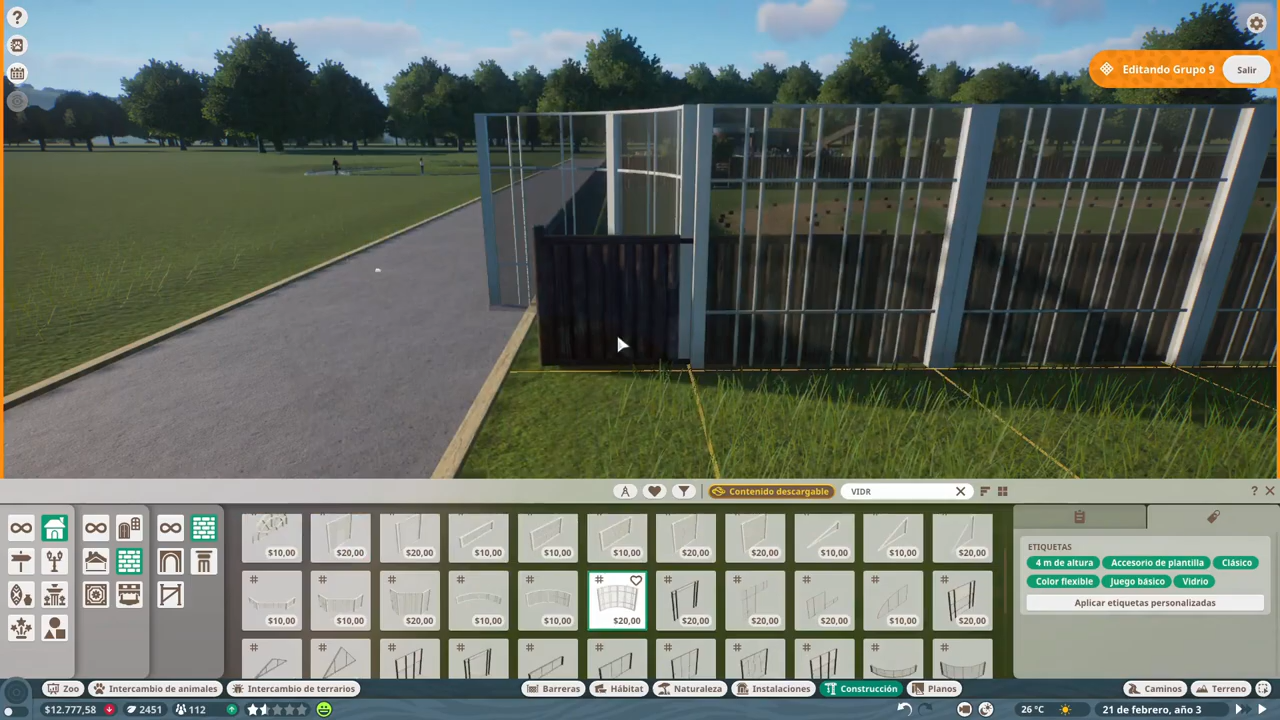 ?
Editando Grupo 9
Salir
Contenido descargable
VIDR
?
$10,00 $20,00 $20,00 $10,00 $10,00 $10,00 $20,00 $20,00 $10,00 $10,00 $20,00
ETIQUETAS
4 m de altura Accesorio de plantilla Clásico
Color flexible Juego básico Vidrio
Aplicar etiquetas personalizadas
$10,00 $10,00 $20,00 $10,00 $10,00 $20,00 $20,00 $20,00 $20,00 $10,00 $20,00
Zoo Intercambio de animales Intercambio de terrarios Barreras Hábitat Naturaleza Instalaciones Construcción Planos Caminos Terreno
$12.777,58 2451 112 26 °C 21 de febrero, año 3